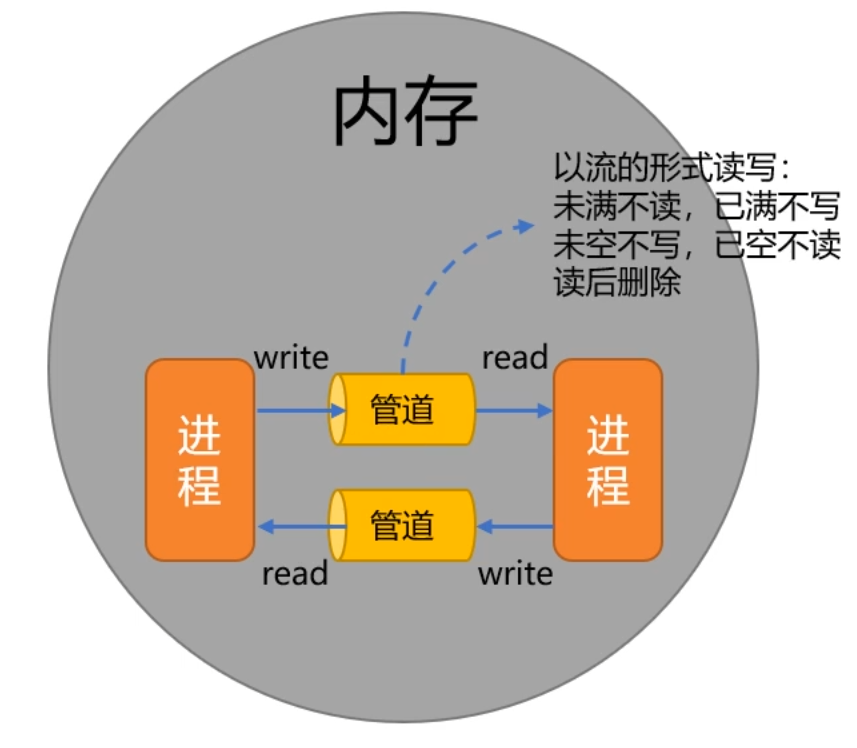 内存
以流的形式读写：
未满不读，已满不写
未空不写，已空不读
读后删除
write
read
进程
管道
进程
管道
read
write